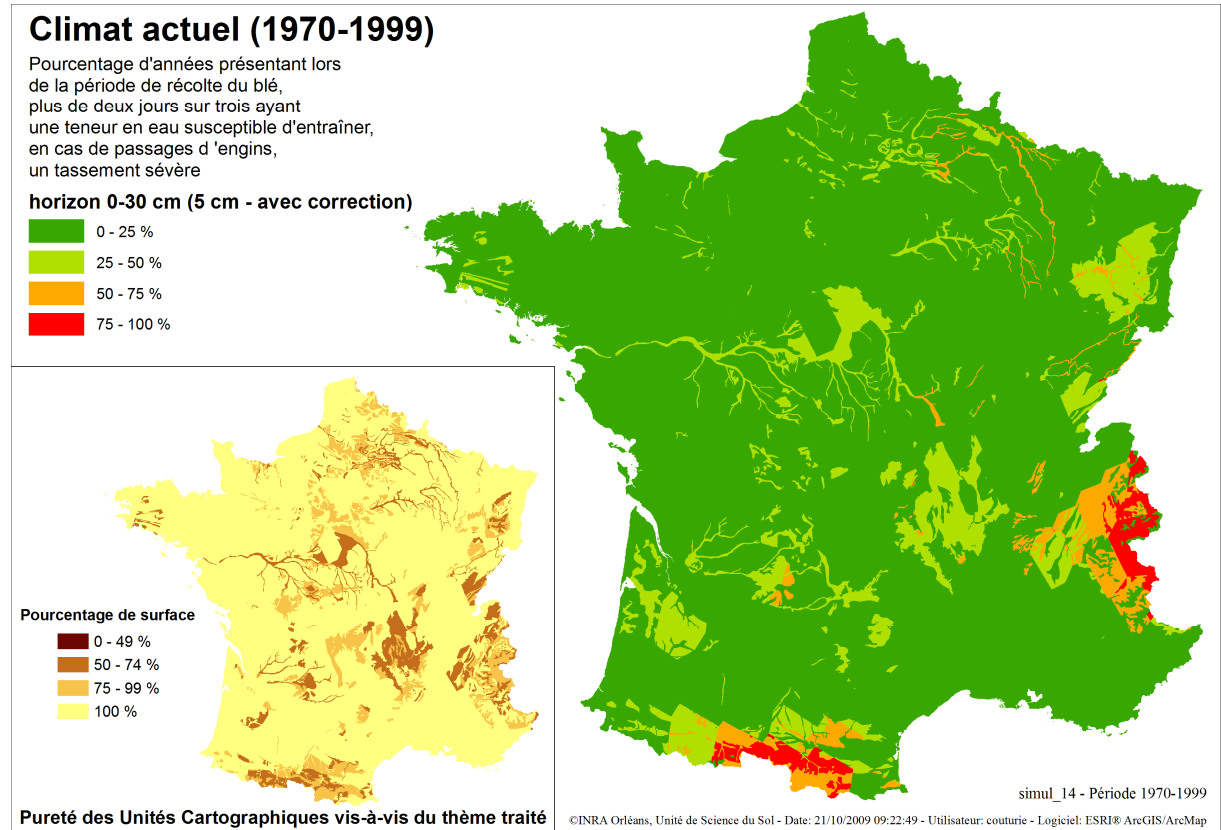 Climat actuel (1970-1999)
Pourcentage d'années présentant lors
de la période de récolte du blé,
plus de deux jours sur trois ayant
une teneur en eau susceptible d'entraîner,
en cas de passages d 'engins,
un tassement sévère
horizon 0-30 cm (5 cm - avec correction)
0 - 25 %
25 - 50 %
50 - 75 %
75 - 100 %
Pourcentage de surface
0 - 49 %
50 - 74 %
75 - 99 %
100 %
Pureté des Unités Cartographiques vis-à-vis du thème traité
simul_14 - Période 1970-1999
©INRA Orléans, Unité de Science du Sol - Date: 21/10/2009 09:22:49 - Utilisateur: couturie - Logiciel: ESRI® ArcGIS/ArcMap